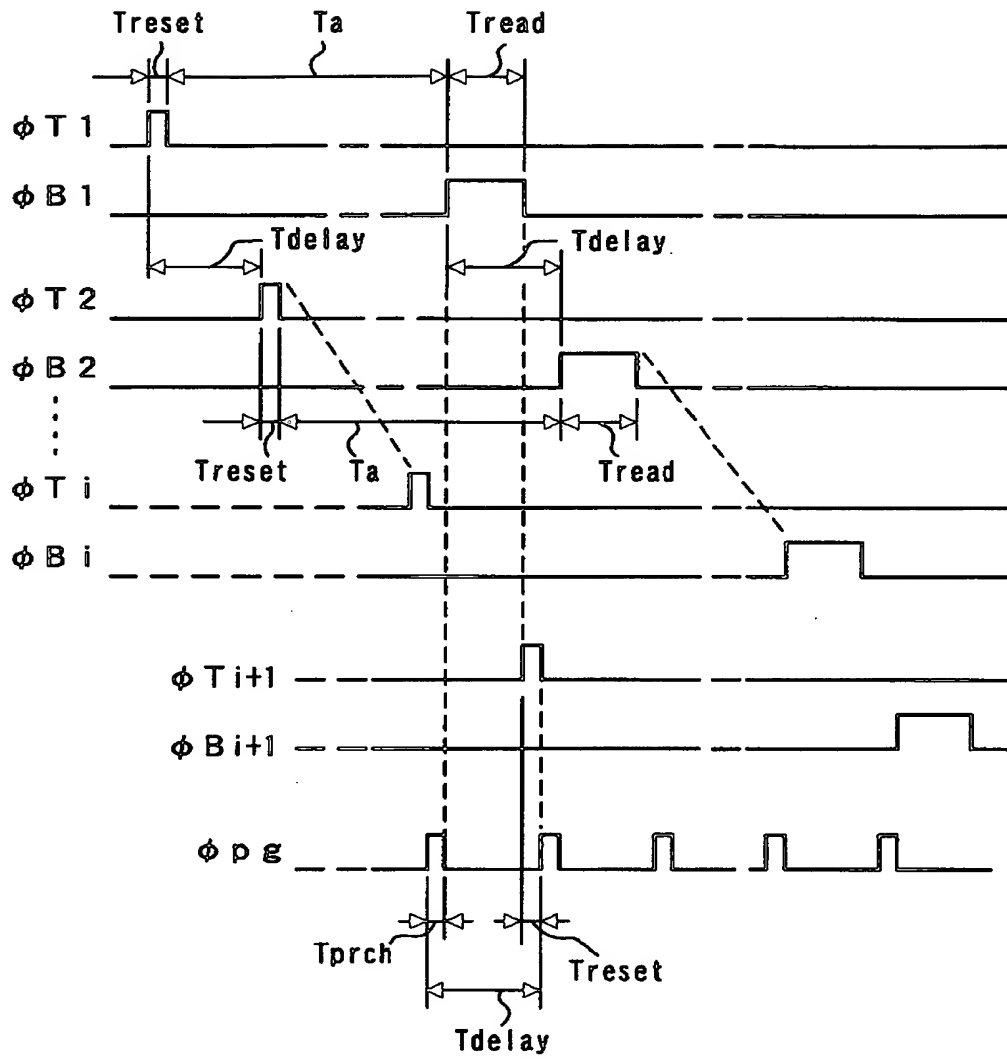 Treset Ta Tread
φT1
φB1
Tdelay Tdelay
φT2
φB2
Treset Ta Tread
φTi
φBi
φTi+1
φBi+1
φpg
Tprch Treset
Tdelay